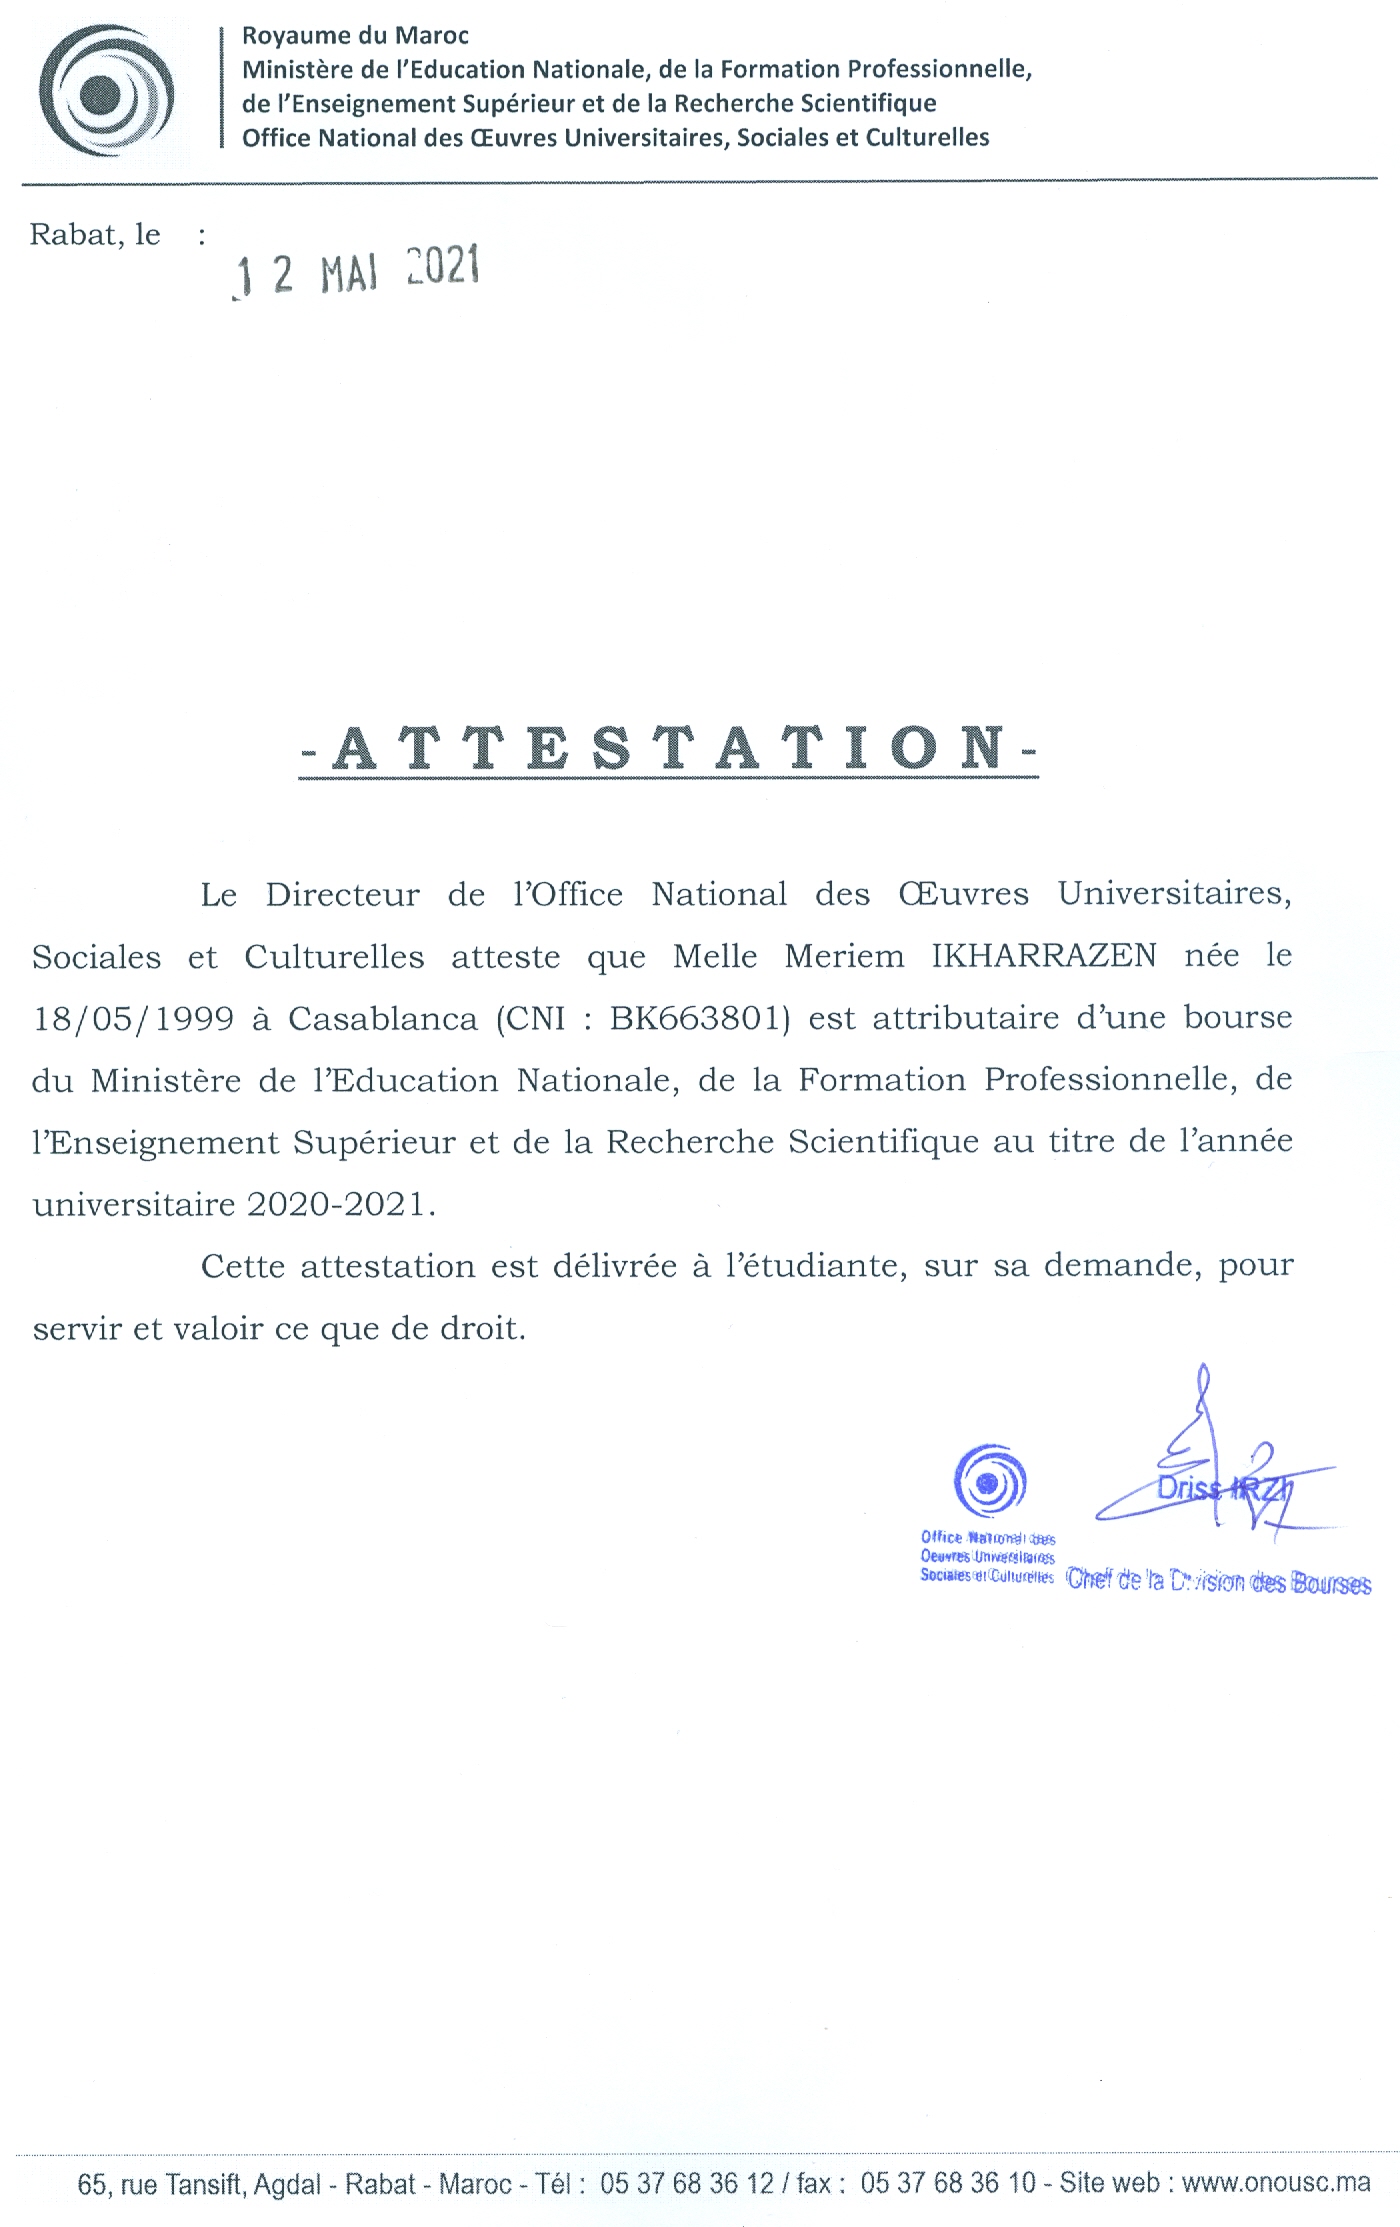 Royaume du Maroc
Ministère de l'Education Nationale, de la Formation Professionnelle,
de l'Enseignement Supérieur et de la Recherche Scientifique
Office National des Œuvres Universitaires, Sociales et Culturelles
Rabat, le :
12 MAI 2021
-ATTESTATION-
Le Directeur de l'Office National des Œuvres Universitaires,
Sociales et Culturelles atteste que Melle Meriem IKHARRAZEN née le
18/05/1999 à Casablanca (CNI : BK663801) est attributaire d'une bourse
du Ministère de l'Education Nationale, de la Formation Professionnelle, de
l'Enseignement Supérieur et de la Recherche Scientifique au titre de l'année
universitaire 2020-2021.
Cette attestation est délivrée à l'étudiante, sur sa demande, pour
servir et valoir ce que de droit.
Driss IRZI
Office National des
Oeuvres Universitaires
Sociales et Culturelles
Chef de la Division des Bourses
65, rue Tansift, Agdal - Rabat - Maroc - Tél : 05 37 68 36 12 / fax : 05 37 68 36 10 - Site web : www.onousc.ma